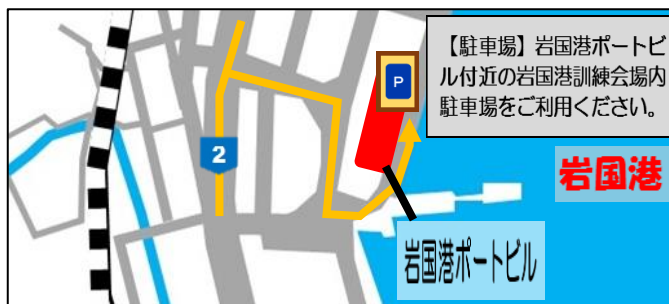 【駐車場】岩国港ポートビ
ル付近の岩国港訓練会場内
駐車場をご利用ください。
P
2
岩国港
岩国港ポートビル